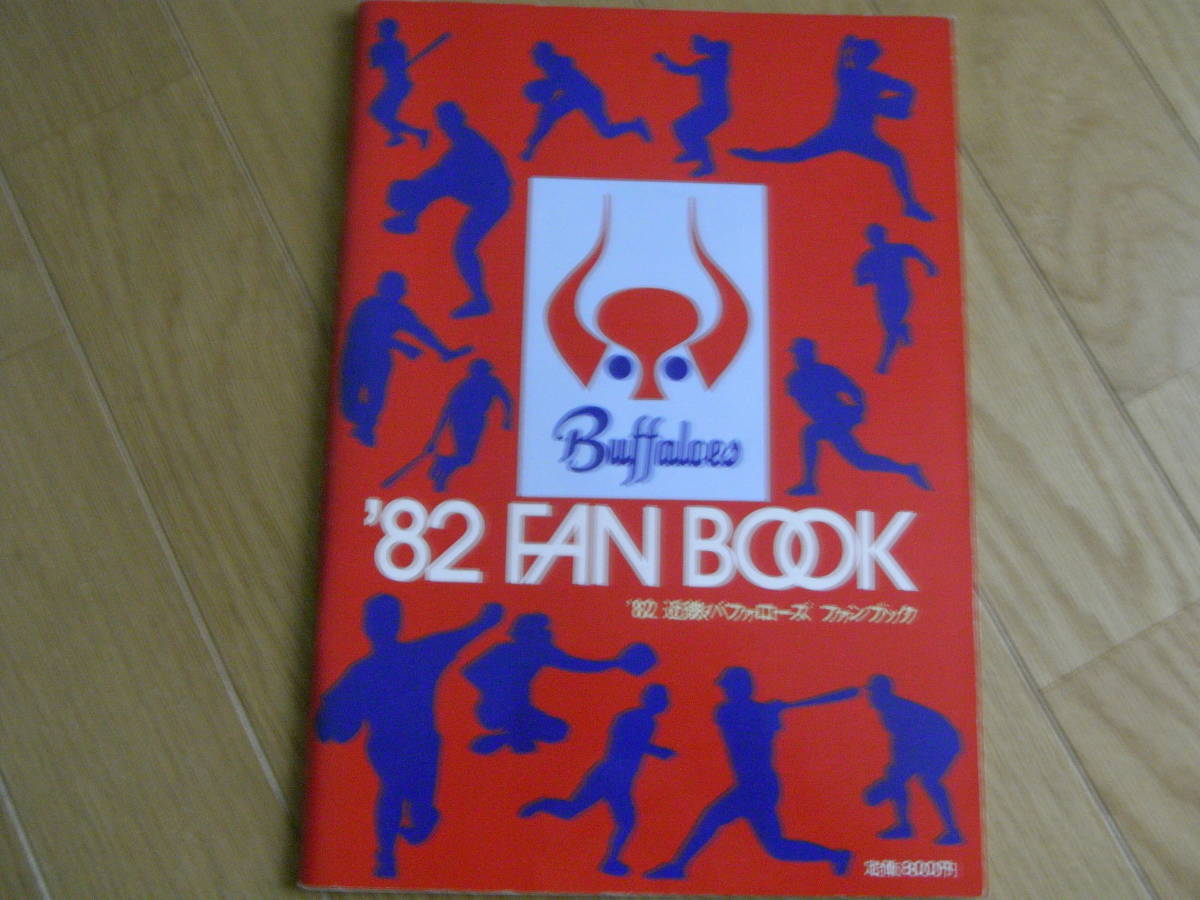 Buffaloes
'82 FAN BOOK
'82 近鉄バファローズ ファンブック
定価300円